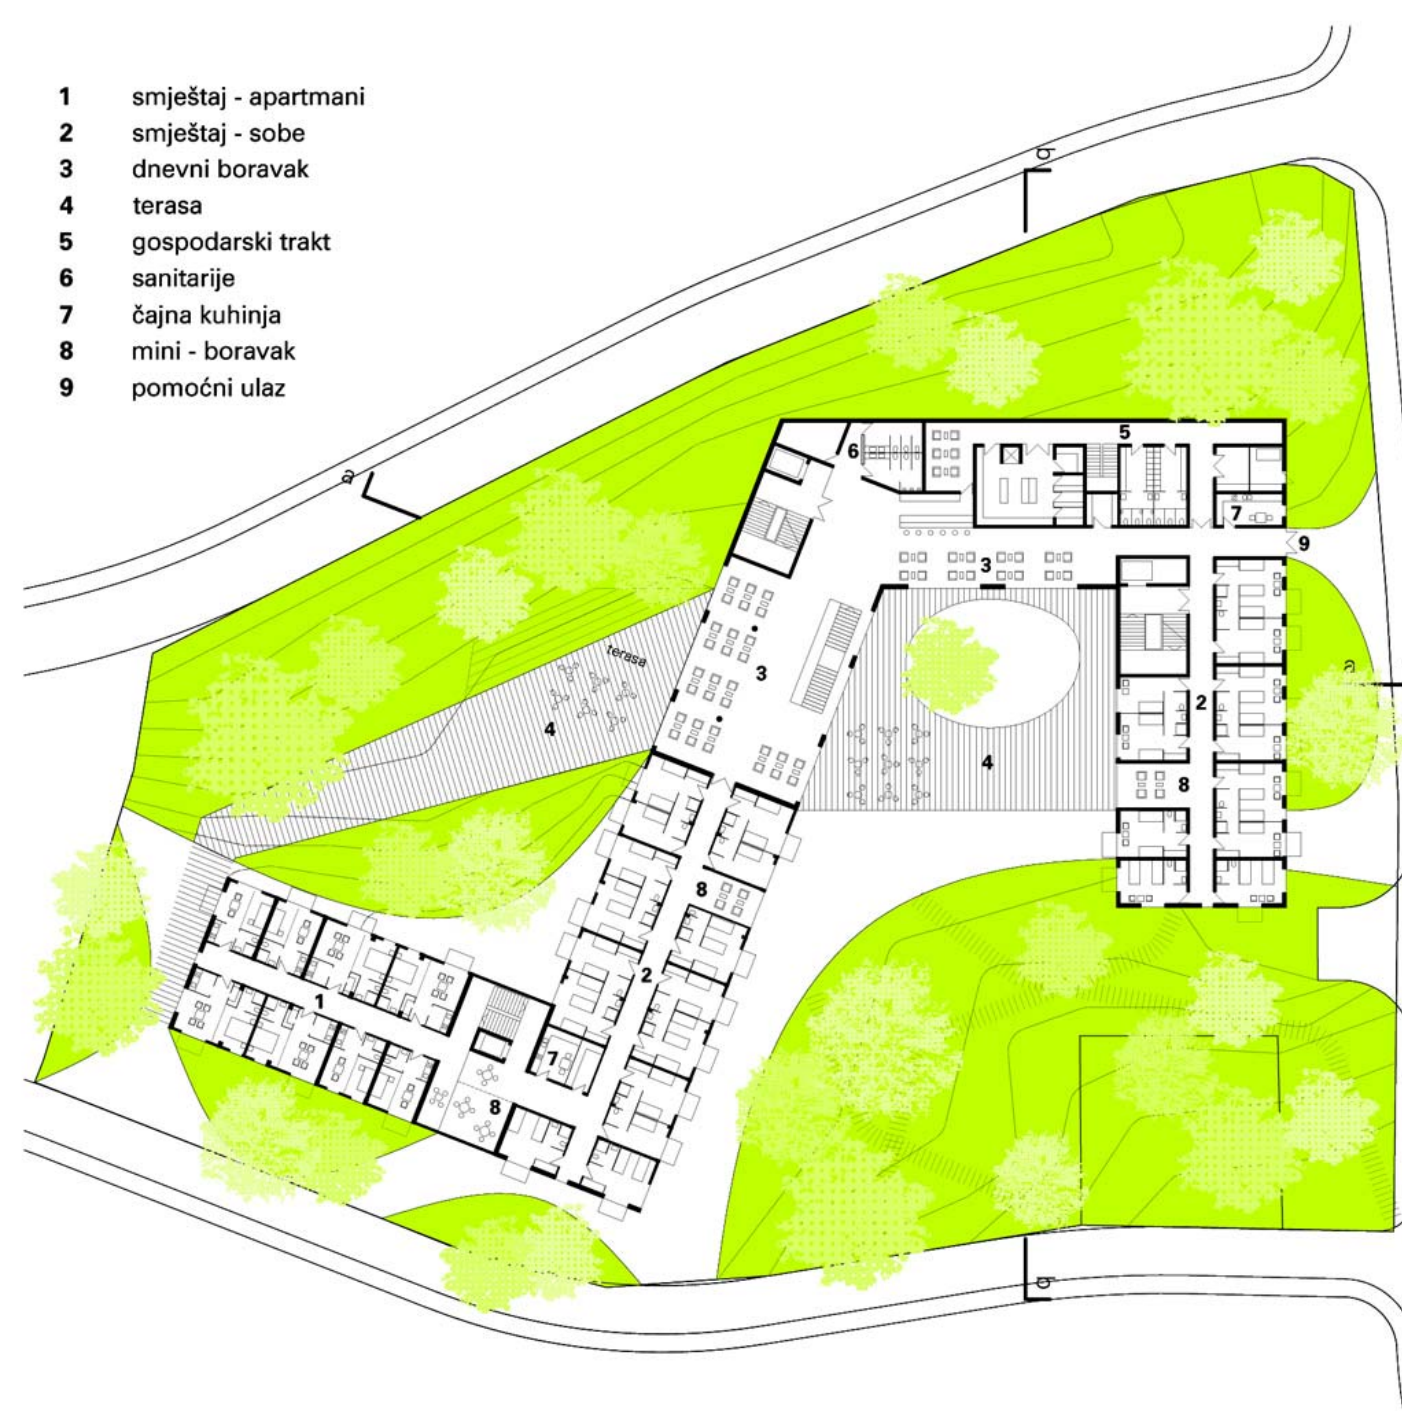 1 smještaj - apartmani
2 smještaj - sobe
3 dnevni boravak
4 terasa
5 gospodarski trakt
6 sanitarije
7 čajna kuhinja
8 mini - boravak
9 pomoćni ulaz
b
a
5
6
7
9
3
terasa
3
a
2
4
4
8
8
2
1
7
8
b